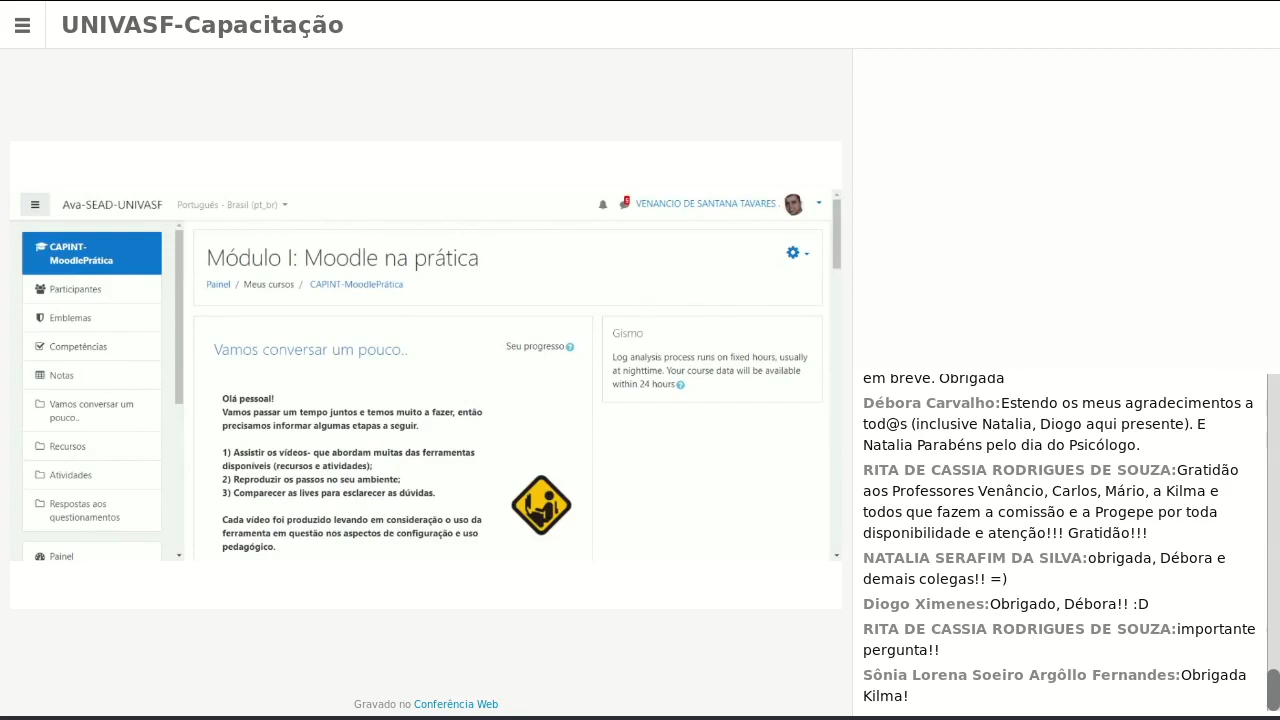 UNIVASF-Capacitação
Ava-SEAD-UNIVASF
Português - Brasil (pt_br)
VENANCIO DE SANTANA TAVARES .
CAPINT-
MoodlePrática
Participantes
Emblemas
Competências
Notas
Vamos conversar um
pouco..
Recursos
Atividades
Respostas aos
questionamentos
Painel
Módulo I: Moodle na prática
Painel / Meus cursos / CAPINT-MoodlePrática
Vamos conversar um pouco..
Seu progresso
Olá pessoal!
Vamos passar um tempo juntos e temos muito a fazer, então
precisamos informar algumas etapas a seguir.
1) Assistir os vídeos- que abordam muitas das ferramentas
disponíveis (recursos e atividades);
2) Reproduzir os passos no seu ambiente;
3) Comparecer as lives para esclarecer as dúvidas.
Cada vídeo foi produzido levando em consideração o uso da
ferramenta em questão nos aspectos de configuração e uso
pedagógico.
Gismo
Log analysis process runs on fixed hours, usually
at nighttime. Your course data will be available
within 24 hours
em breve. Obrigada
Débora Carvalho:Estendo os meus agradecimentos a
tod@s (inclusive Natalia, Diogo aqui presente). E
Natalia Parabéns pelo dia do Psicólogo.
RITA DE CASSIA RODRIGUES DE SOUZA:Gratidão
aos Professores Venâncio, Carlos, Mário, a Kilma e
todos que fazem a comissão e a Progepe por toda
disponibilidade e atenção!!! Gratidão!!!
NATALIA SERAFIM DA SILVA:obrigada, Débora e
demais colegas!! =)
Diogo Ximenes:Obrigado, Débora!! :D
RITA DE CASSIA RODRIGUES DE SOUZA:importante
pergunta!!
Sônia Lorena Soeiro Argôllo Fernandes:Obrigada
Kilma!
Gravado no Conferência Web